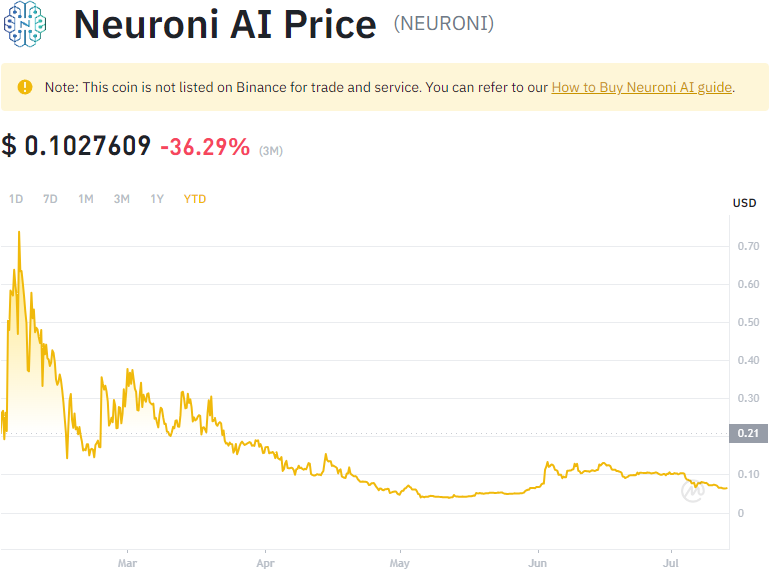 Neuroni AI Price (NEURONI)
Note: This coin is not listed on Binance for trade and service. You can refer to our How to Buy Neuroni AI guide.
$ 0.1027609 -36.29% (3M)
1D 7D 1M 3M 1Y YTD
USD
0.70
0.60
0.50
0.40
0.30
0.21
0.10
0
Mar Apr May Jun Jul